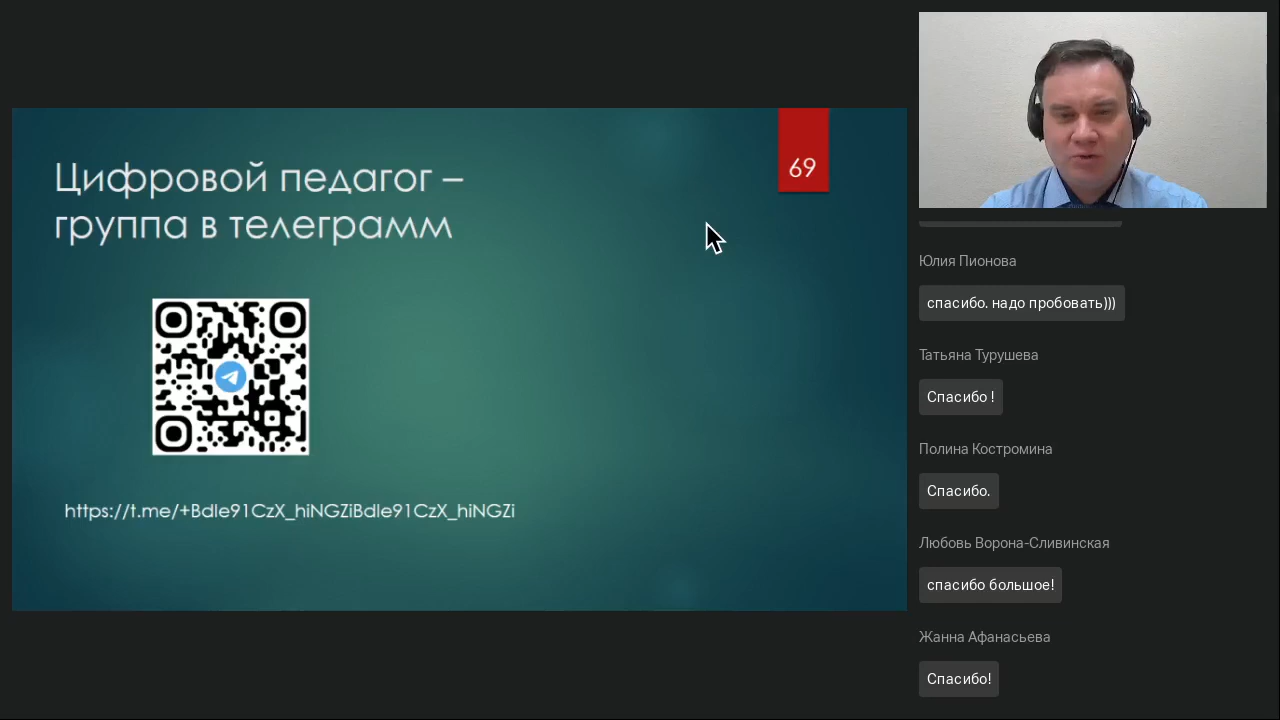 Цифровой педагог –
группа в телеграмм
69
https://t.me/+Bdle91CzX_hiNGZiBdle91CzX_hiNGZi
Юлия Пионова
спасибо. надо пробовать)))
Татьяна Турушева
Спасибо !
Полина Костромина
Спасибо.
Любовь Ворона-Сливинская
спасибо большое!
Жанна Афанасьева
Спасибо!